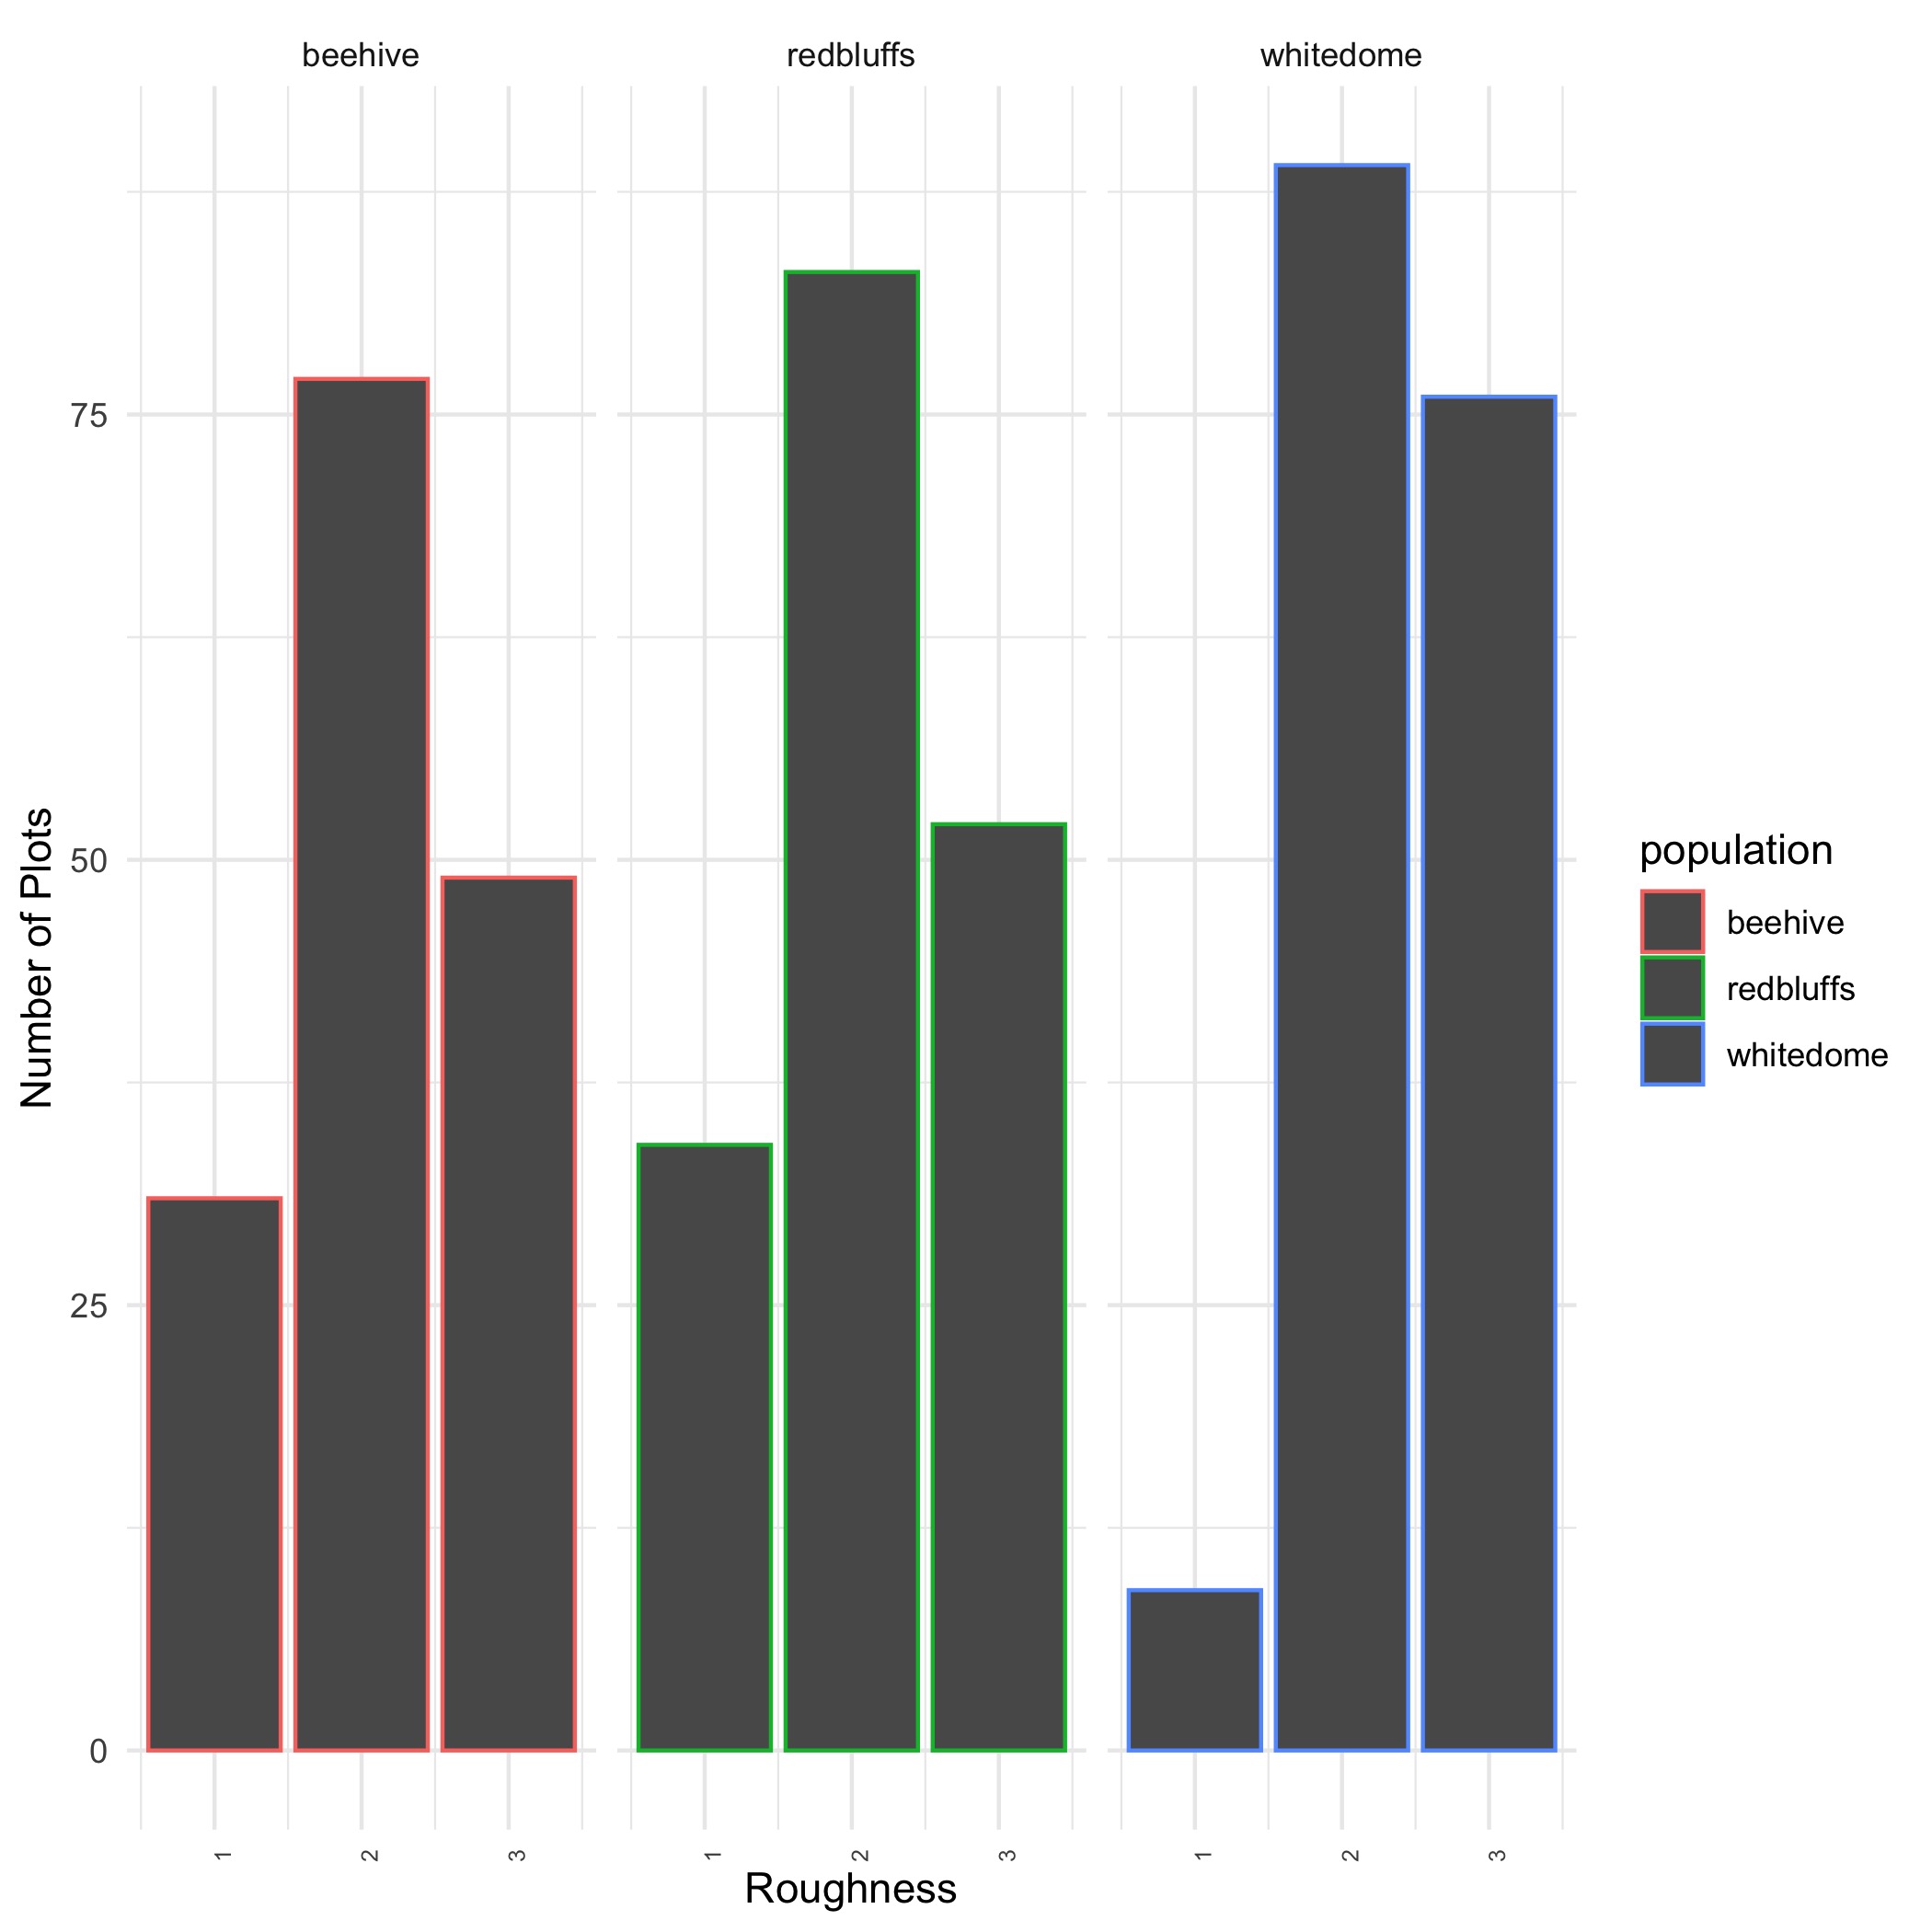 beehive redbluffs whitedome
75
50
25
0
Number of Plots
1 2 3 1 2 3 1 2 3
Roughness
population
beehive
redbluffs
whitedome